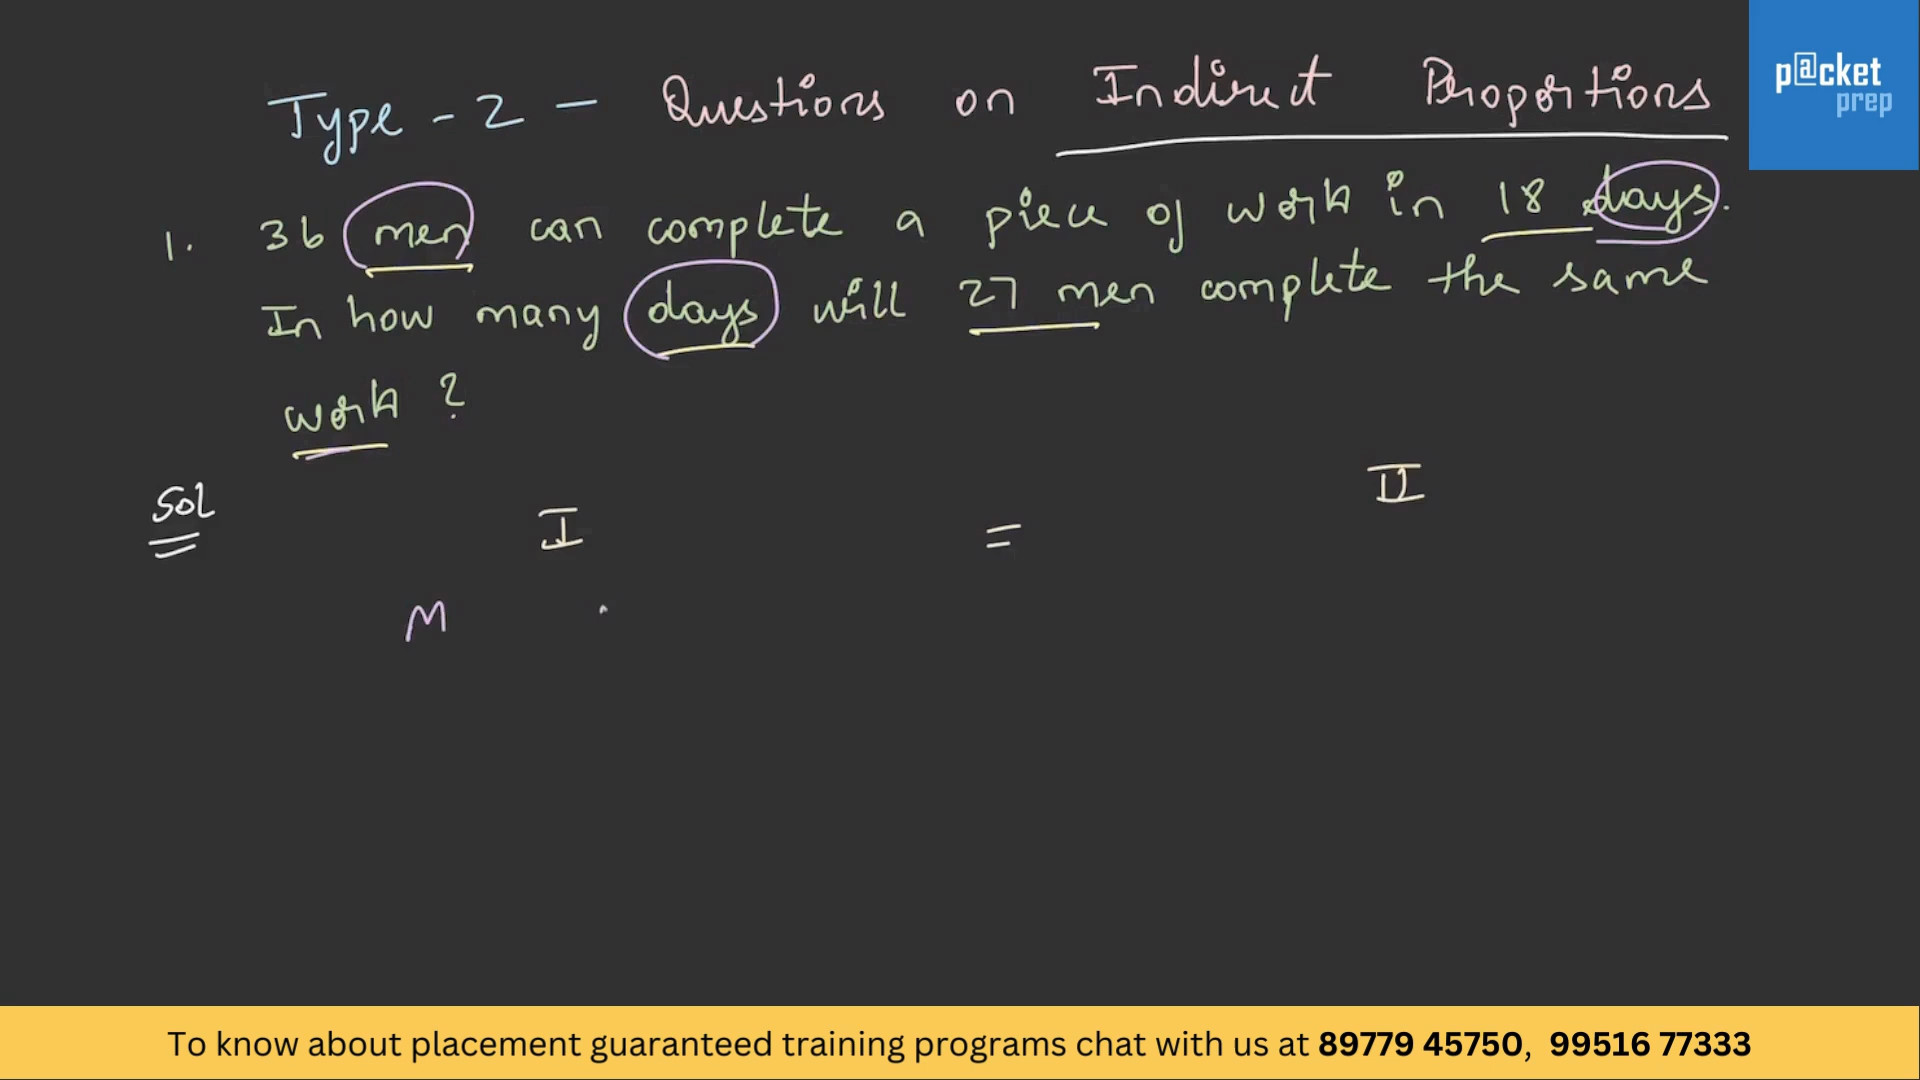 p@cket
prep
Type - 2 - Questions on Indirect Proportions
1. 36 men can complete a piece of work in 18 days.
In how many days will 27 men complete the same
work ?
Sol
I = II
M
To know about placement guaranteed training programs chat with us at 89779 45750, 99516 77333